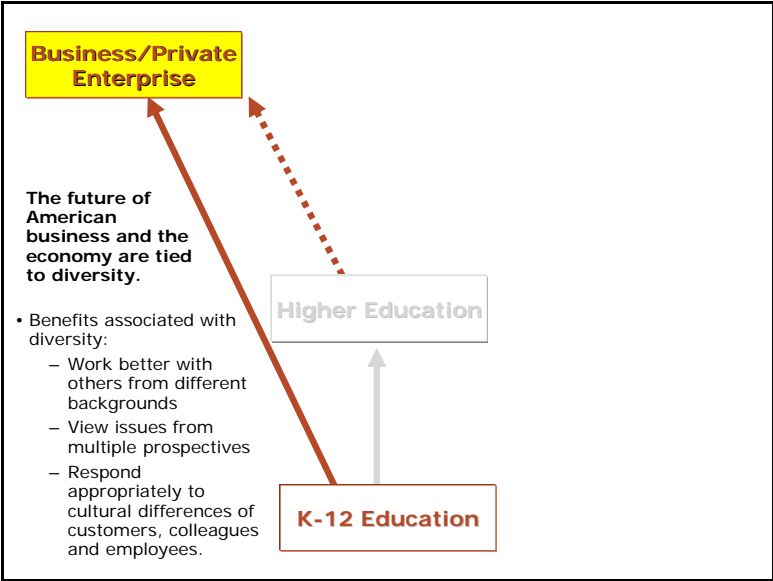 Business/Private
Enterprise
The future of
American
business and the
economy are tied
to diversity.
• Benefits associated with
diversity:
– Work better with
others from different
backgrounds
– View issues from
multiple prospectives
– Respond
appropriately to
cultural differences of
customers, colleagues
and employees.
Higher Education
K-12 Education